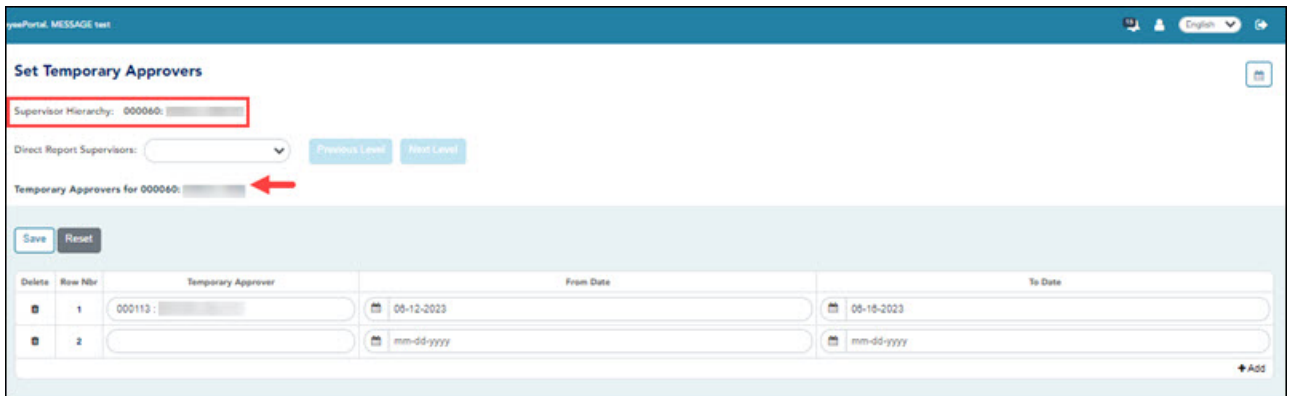 yeePortal. MESSAGE test
18
English
Set Temporary Approvers
Supervisor Hierarchy: 000060:
Direct Report Supervisors:
Previous Level
Next Level
Temporary Approvers for 000060:
Save
Reset
Delete Row Nbr Temporary Approver From Date To Date
1 000113 : 06-12-2023 06-16-2023
2 mm-dd-yyyy mm-dd-yyyy
+Add